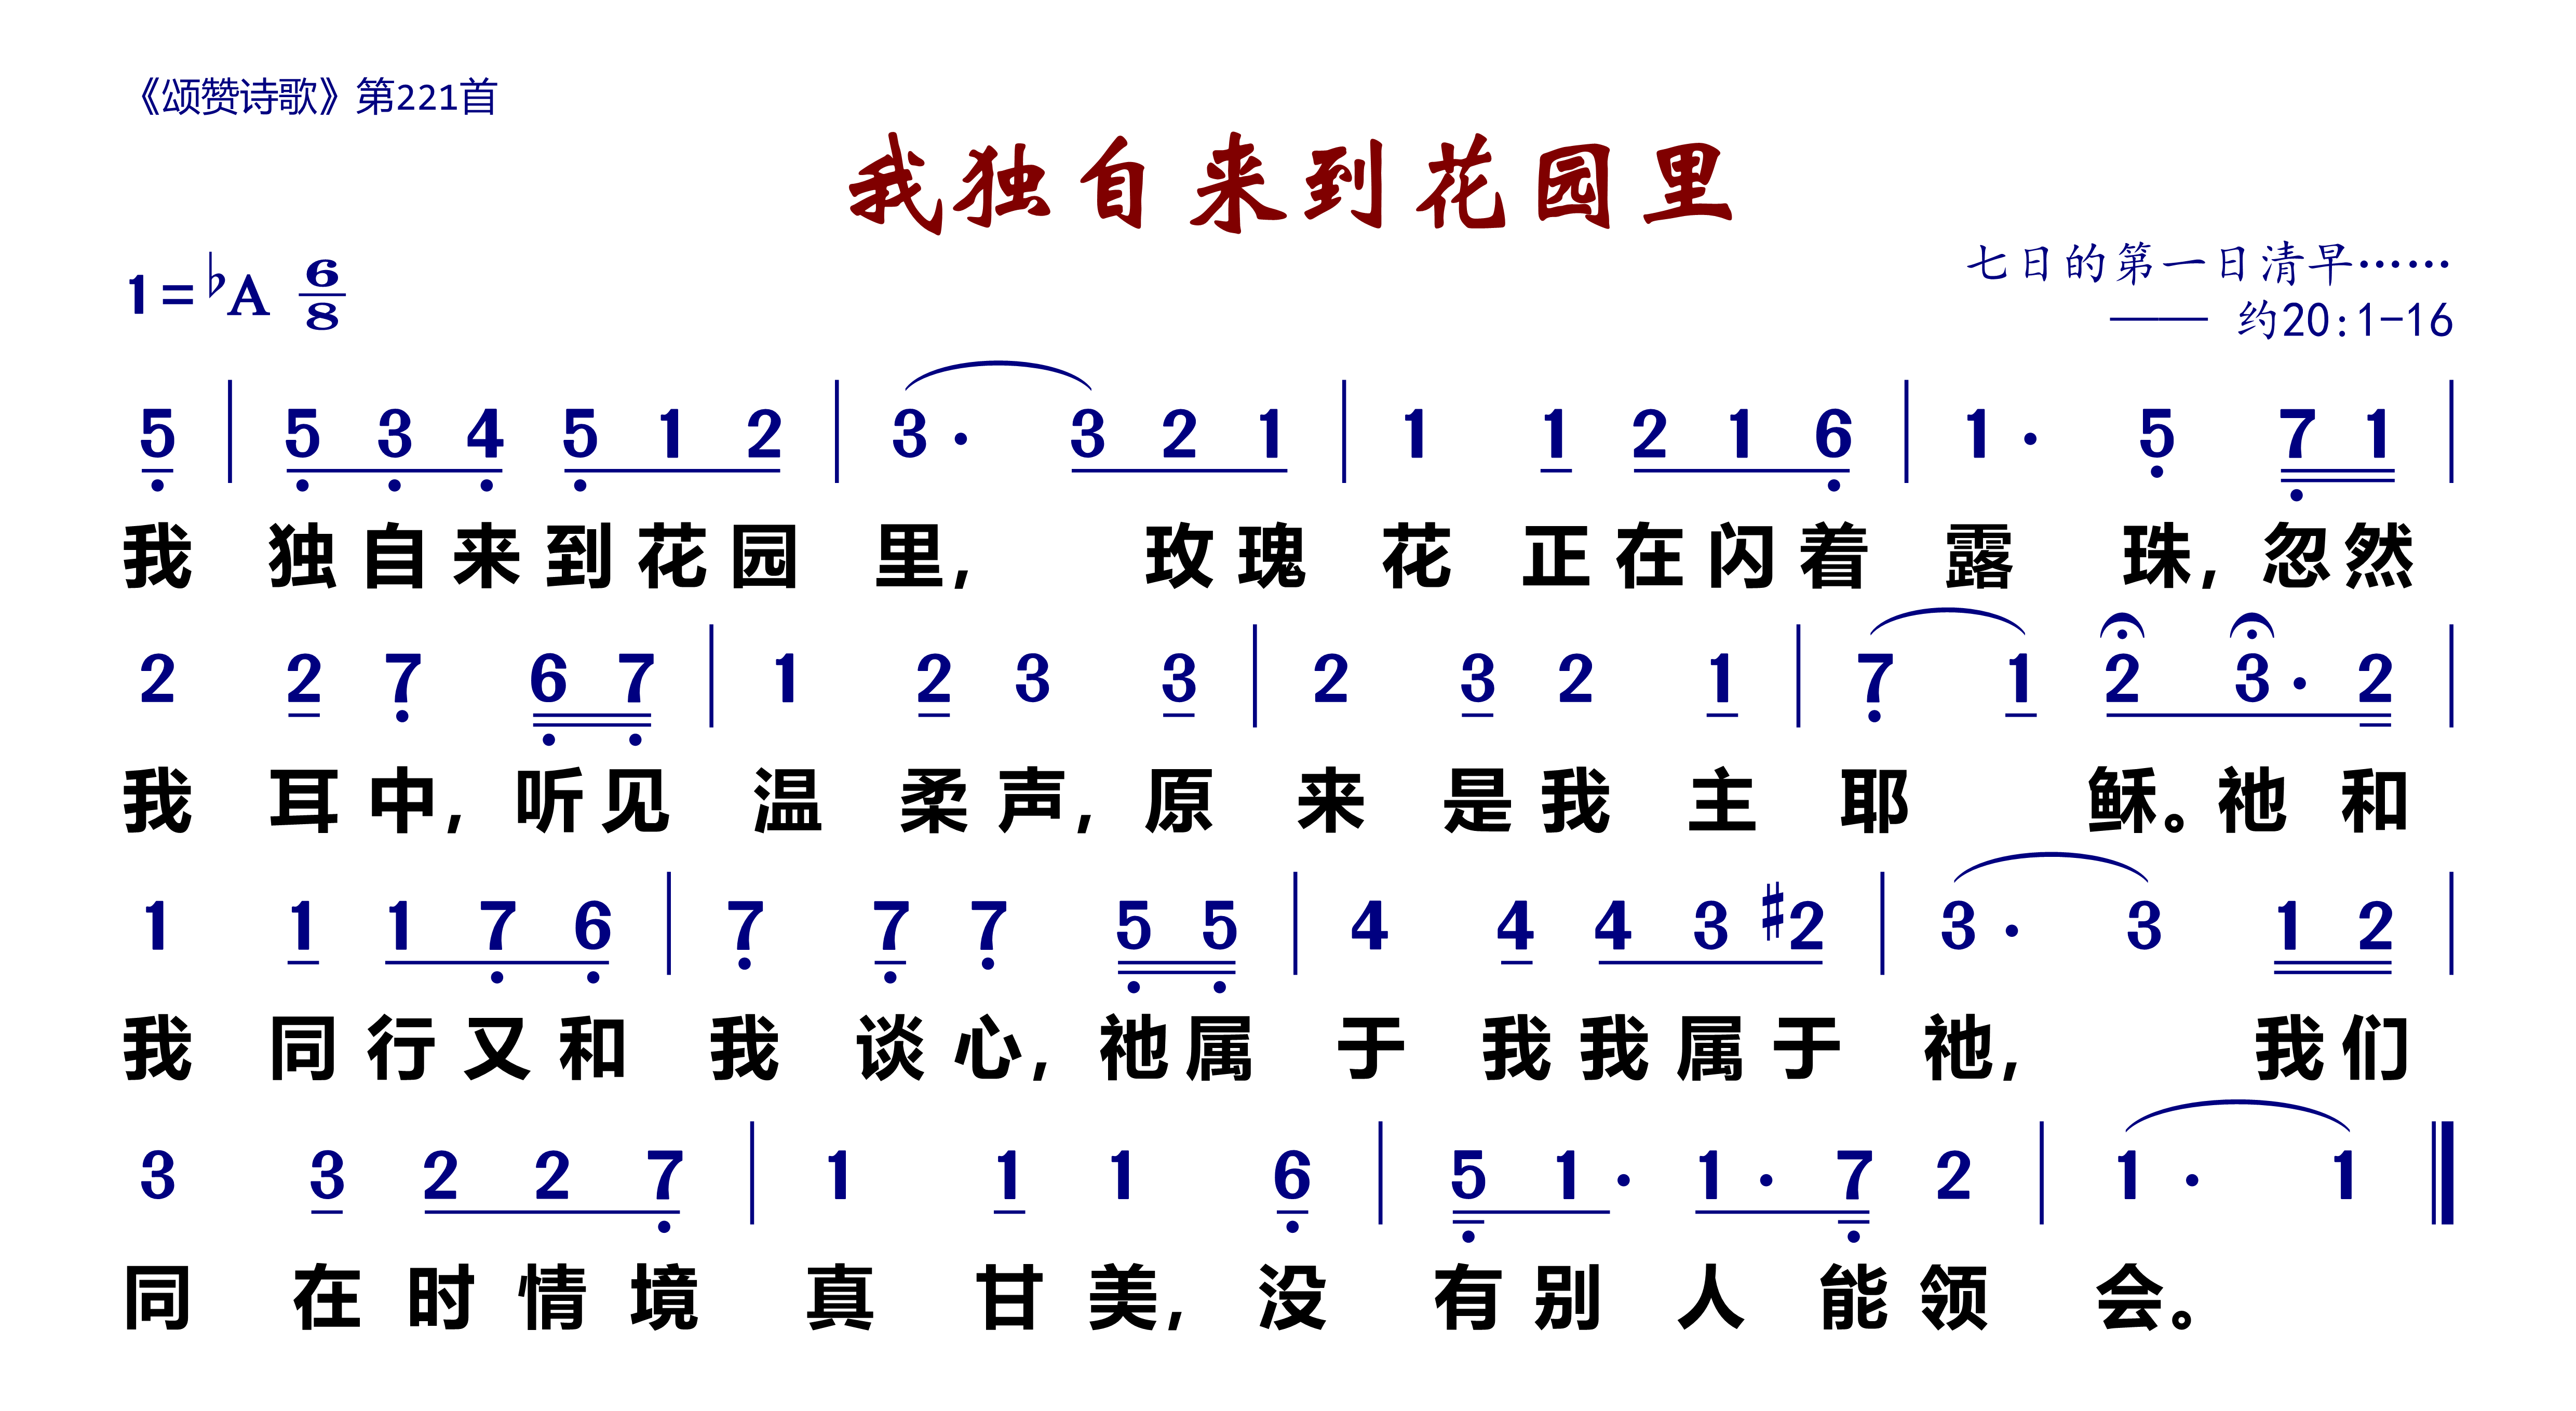 《颂赞诗歌》第221首
我独自来到花园里
1=♭A 6/8
七日的第一日清早……
—— 约20:1-16
5 | 5 3 4 5 1 2 | 3· 3 2 1 | 1 1 2 1 6 | 1· 5 7 1 |
我 独自来到花园 里, 玫瑰 花 正在闪着 露 珠,忽然
2 2 7 6 7 | 1 2 3 3 | 2 3 2 1 | 7 1 2 3· 2 |
我 耳中,听见 温 柔声,原 来 是我 主 耶 稣。祂 和
1 1 1 7 6 | 7 7 7 5 5 | 4 4 4 3 #2 | 3· 3 1 2 |
我 同行又和 我 谈心,祂属 于 我我属于 祂, 我们
3 3 2 2 7 | 1 1 1 6 | 5 1· 1· 7 2 | 1· 1
同 在时情境 真 甘美,没 有别人能领 会。